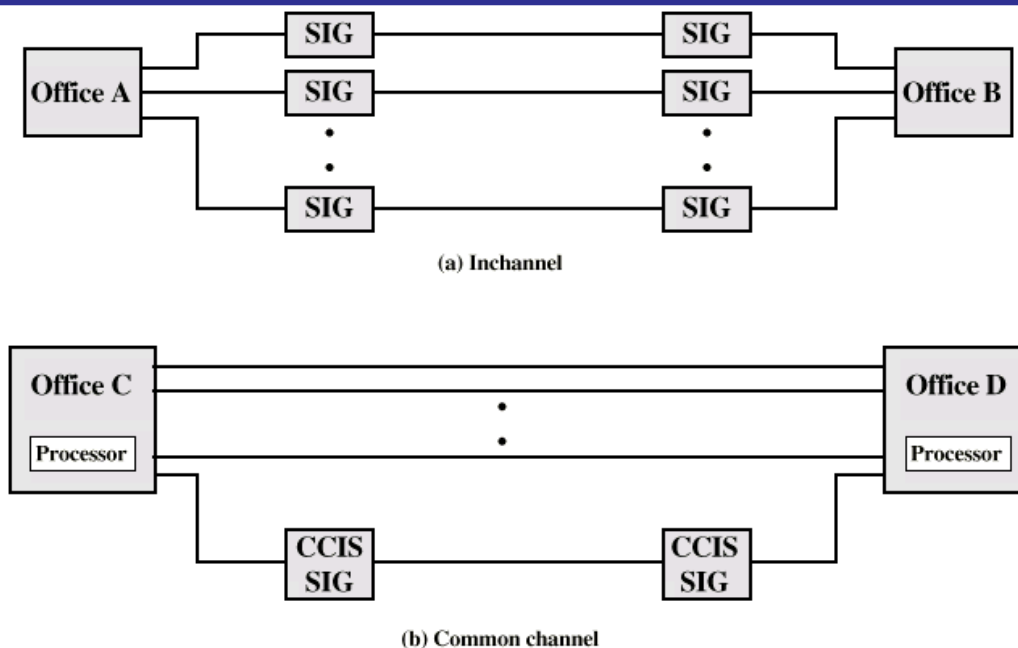 SIG SIG
Office A SIG SIG Office B
SIG SIG
(a) Inchannel
Office C Office D
Processor Processor
CCIS CCIS
SIG SIG
(b) Common channel